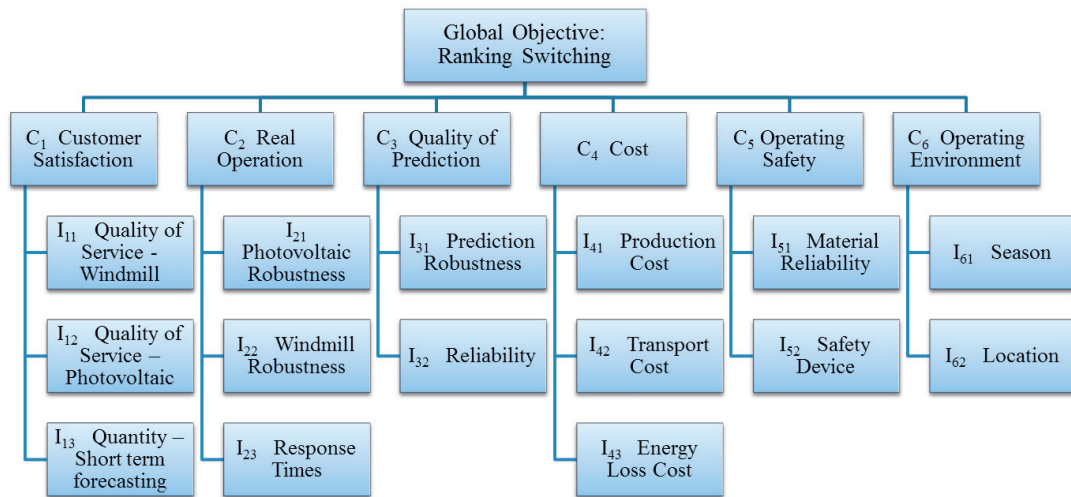 Global Objective:
Ranking Switching
C₁ Customer
Satisfaction
C₂ Real
Operation
C₃ Quality of
Prediction
C₄ Cost
C₅ Operating
Safety
C₆ Operating
Environment
I₁₁ Quality of
Service -
Windmill
I₂₁
Photovoltaic
Robustness
I₃₁ Prediction
Robustness
I₄₁ Production
Cost
I₅₁ Material
Reliability
I₆₁ Season
I₁₂ Quality of
Service –
Photovoltaic
I₂₂ Windmill
Robustness
I₃₂ Reliability
I₄₂ Transport
Cost
I₅₂ Safety
Device
I₆₂ Location
I₁₃ Quantity –
Short term
forecasting
I₂₃ Response
Times
I₄₃ Energy
Loss Cost